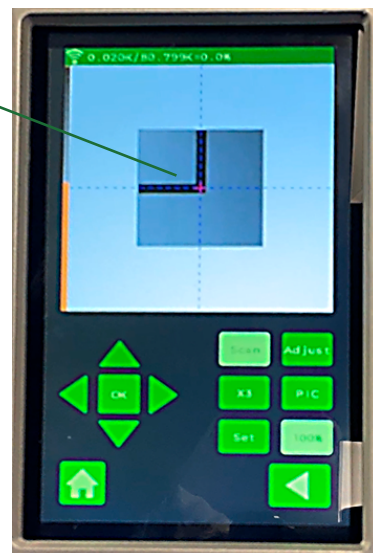 0.020K/80.799K=0.0%
Scan
Adjust
OK
X3
PIC
Set
100%